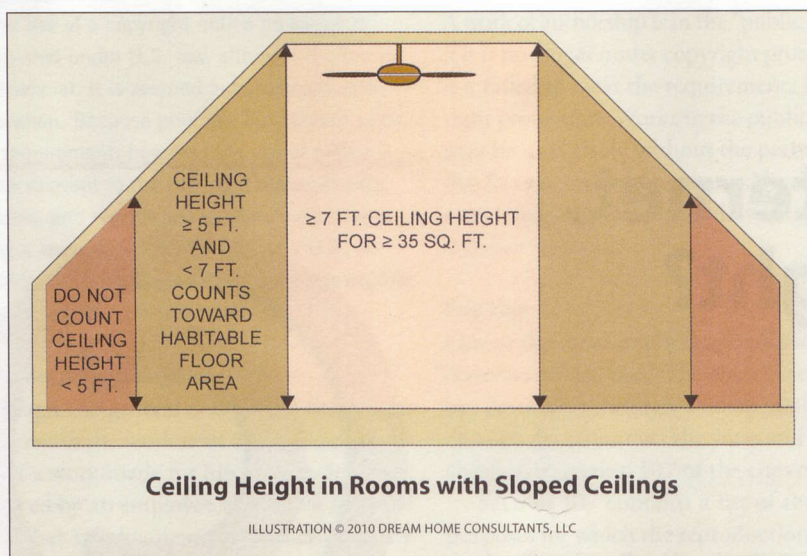 CEILING
HEIGHT
≥ 5 FT.
AND
< 7 FT.
COUNTS
TOWARD
HABITABLE
FLOOR
AREA
≥ 7 FT. CEILING HEIGHT
FOR ≥ 35 SQ. FT.
DO NOT
COUNT
CEILING
HEIGHT
< 5 FT.
Ceiling Height in Rooms with Sloped Ceilings
ILLUSTRATION © 2010 DREAM HOME CONSULTANTS, LLC